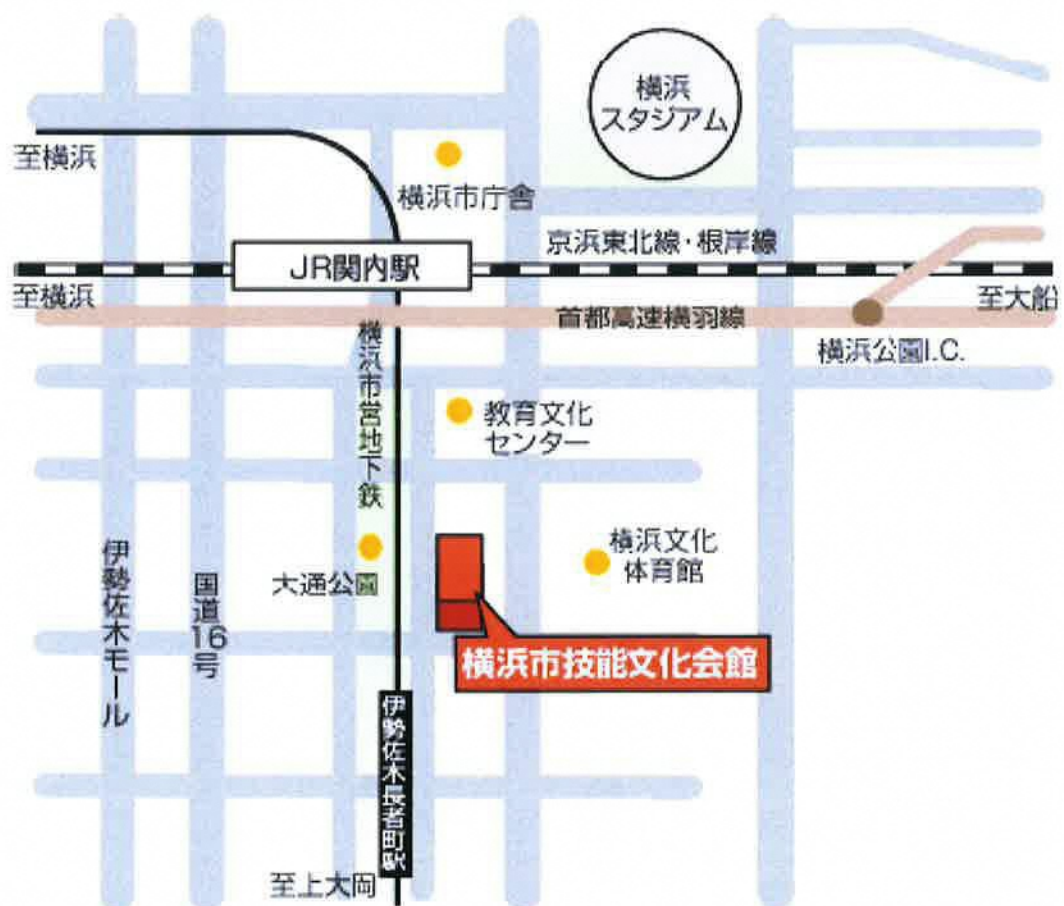 横浜
スタジアム
至横浜
横浜市庁舎
京浜東北線・根岸線
JR関内駅
至横浜
至大船
首都高速横羽線
横浜公園I.C.
横浜市営地下鉄
教育文化
センター
横浜文化
体育館
大通公園
伊勢佐木モール
国道16号
横浜市技能文化会館
伊勢佐木長者町駅
至上大岡